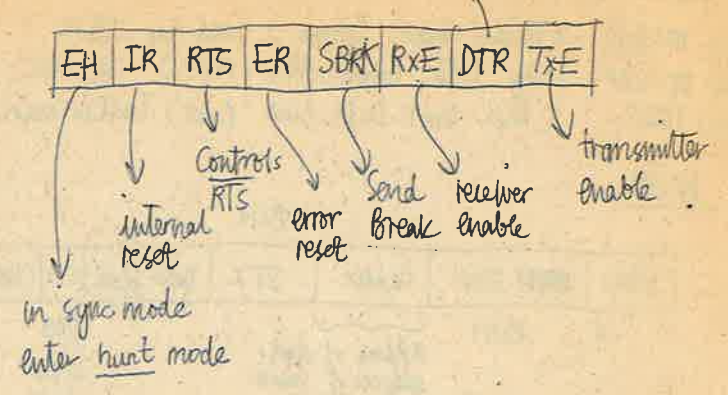 EH IR RTS ER SBRK RxE DTR TxE
Controls
RTS
transmitter
enable
internal
reset
error
reset
Send
Break
receiver
enable
in sync mode
enter hunt mode